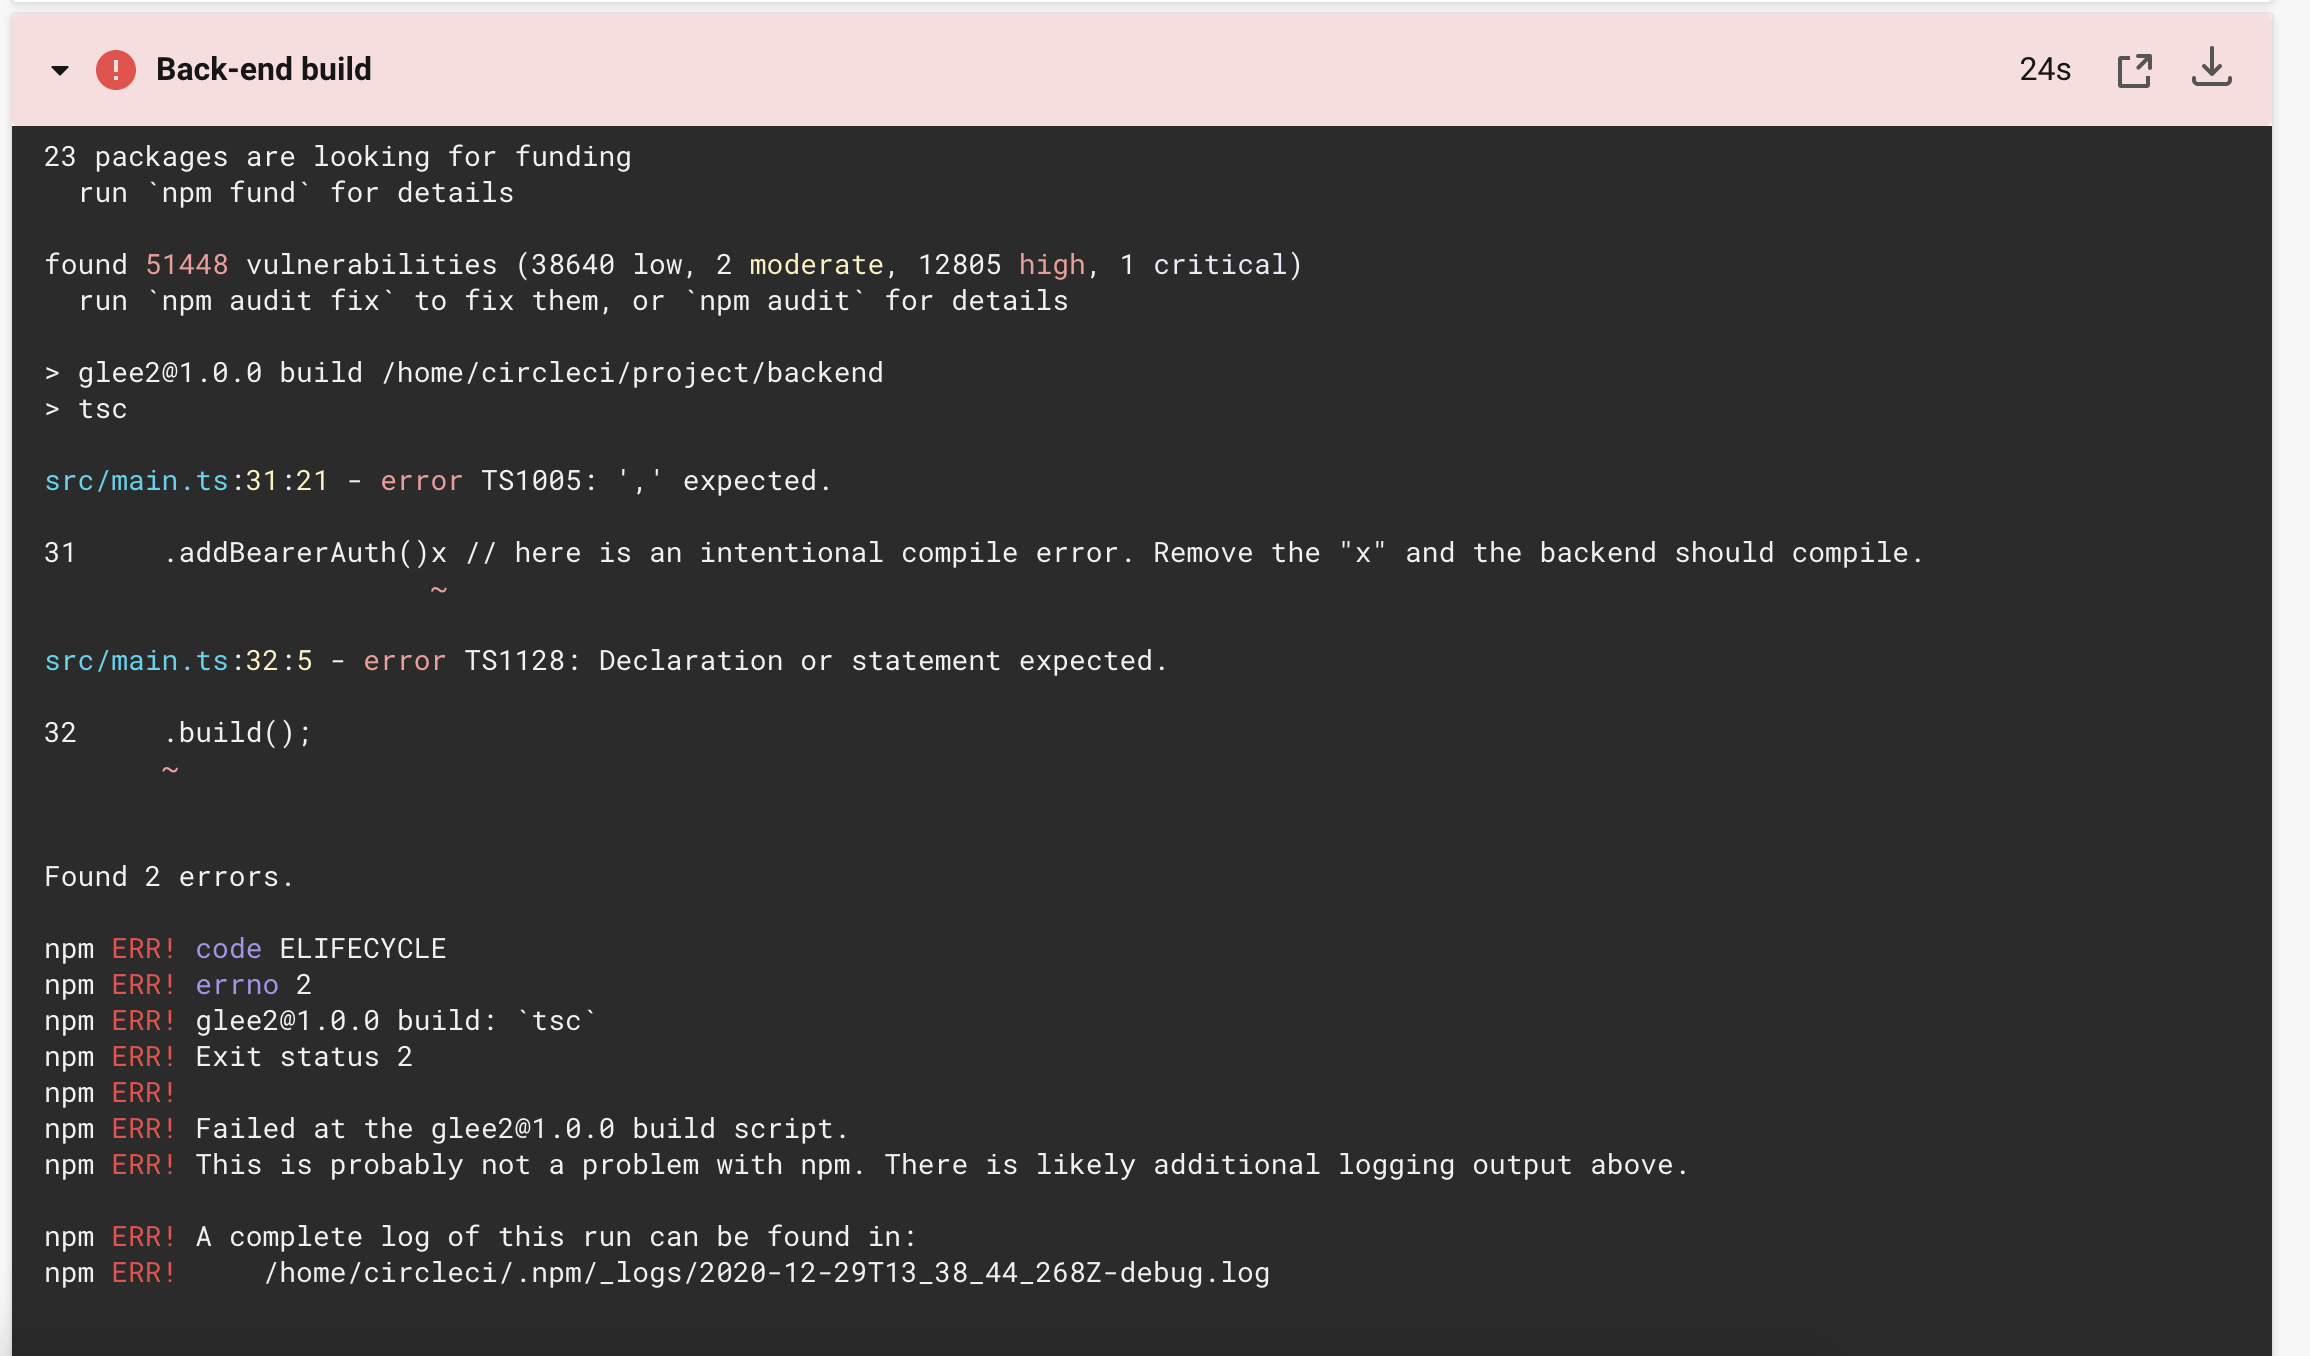 Back-end build 24s
23 packages are looking for funding
  run `npm fund` for details
found 51448 vulnerabilities (38640 low, 2 moderate, 12805 high, 1 critical)
  run `npm audit fix` to fix them, or `npm audit` for details
> glee2@1.0.0 build /home/circleci/project/backend
> tsc
src/main.ts:31:21 - error TS1005: ',' expected.
31     .addBearerAuth()x // here is an intentional compile error. Remove the "x" and the backend should compile.
                       ~
src/main.ts:32:5 - error TS1128: Declaration or statement expected.
32     .build();
       ~
Found 2 errors.
npm ERR! code ELIFECYCLE
npm ERR! errno 2
npm ERR! glee2@1.0.0 build: `tsc`
npm ERR! Exit status 2
npm ERR!
npm ERR! Failed at the glee2@1.0.0 build script.
npm ERR! This is probably not a problem with npm. There is likely additional logging output above.
npm ERR! A complete log of this run can be found in:
npm ERR!     /home/circleci/.npm/_logs/2020-12-29T13_38_44_268Z-debug.log